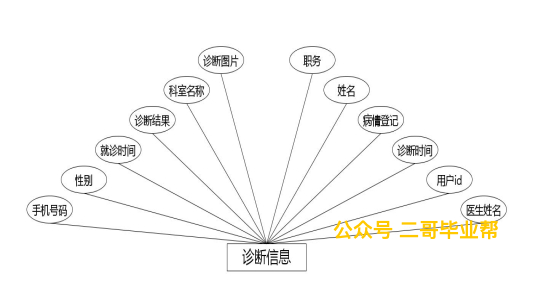 诊断图片
职务
科室名称
姓名
诊断结果
病情登记
就诊时间
诊断时间
性别
用户id
手机号码
医生姓名
公众号 二哥毕业帮
诊断信息